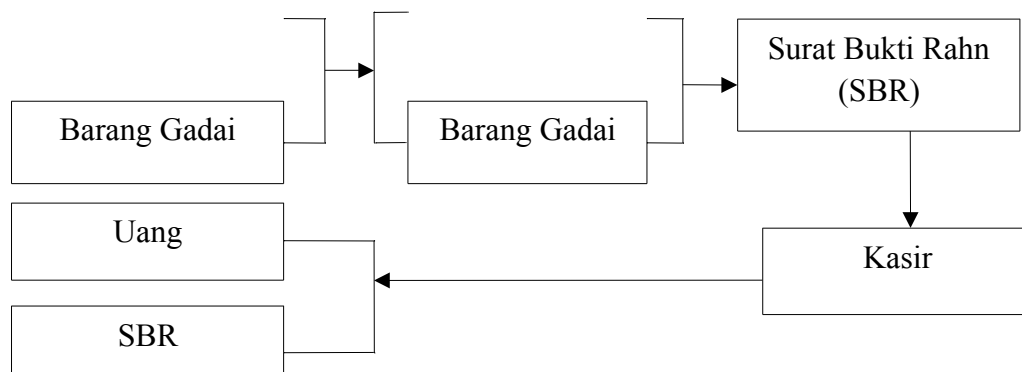 Surat Bukti Rahn
(SBR)
Barang Gadai
Barang Gadai
Uang
Kasir
SBR